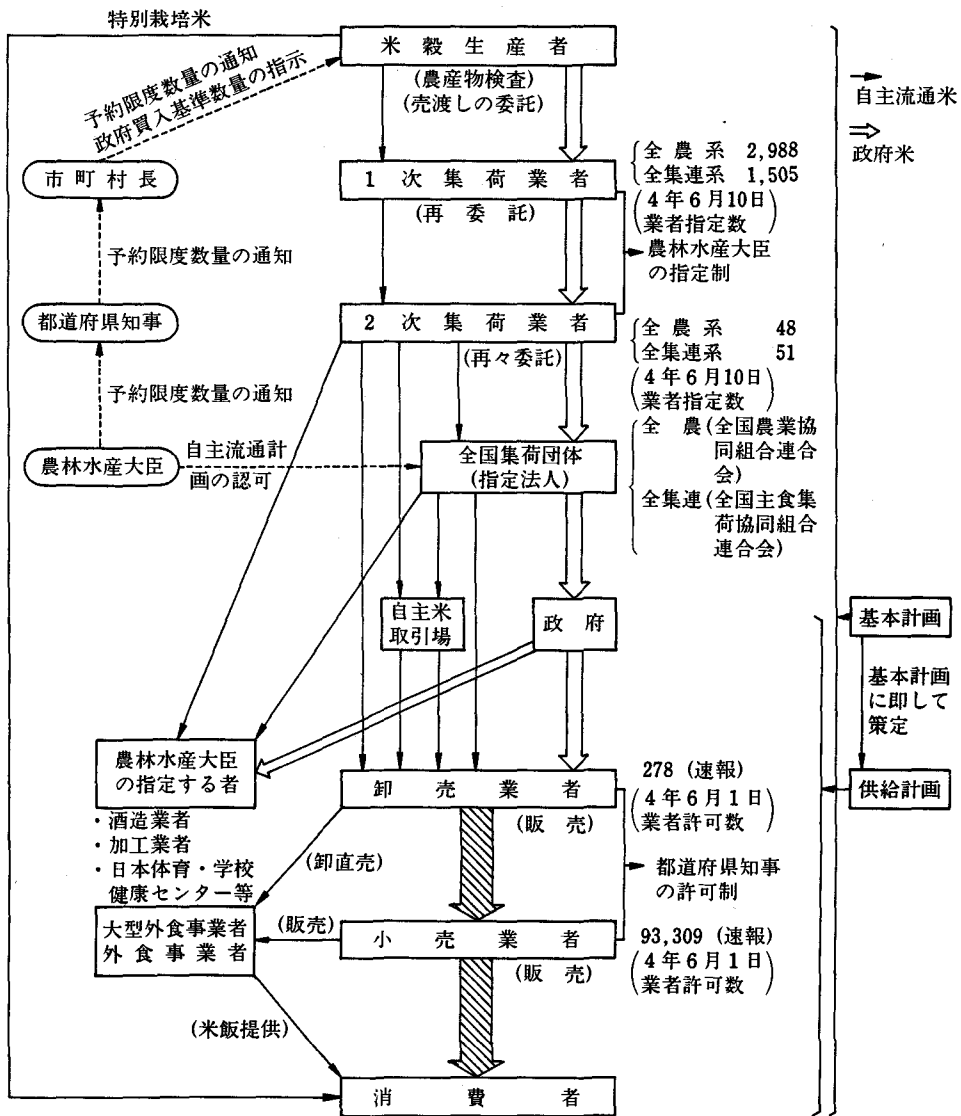 特別栽培米
米穀生産者
予約限度数量の通知
政府買入基準数量の指示
(農産物検査)
(売渡しの委託)
自主流通米
政府米
市町村長
1次集荷業者
全農系 2,988
全集連系 1,505
(4年6月10日
業者指定数)
(再委託)
農林水産大臣
の指定制
予約限度数量の通知
都道府県知事
2次集荷業者
全農系 48
全集連系 51
(4年6月10日
業者指定数)
(再々委託)
予約限度数量の通知
農林水産大臣
自主流通計
画の認可
全国集荷団体
(指定法人)
全農(全国農業協
同組合連合
会)
全集連(全国主食集
荷協同組合
連合会)
自主米
取引場
政府
基本計画
基本計画
に即して
策定
供給計画
農林水産大臣
の指定する者
・酒造業者
・加工業者
・日本体育・学校
健康センター等
卸売業者
278(速報)
(4年6月1日
業者許可数)
(販売)
(卸直売)
都道府県知事
の許可制
大型外食事業者
外食事業者
(販売)
小売業者
93,309(速報)
(4年6月1日
業者許可数)
(販売)
(米飯提供)
消費者